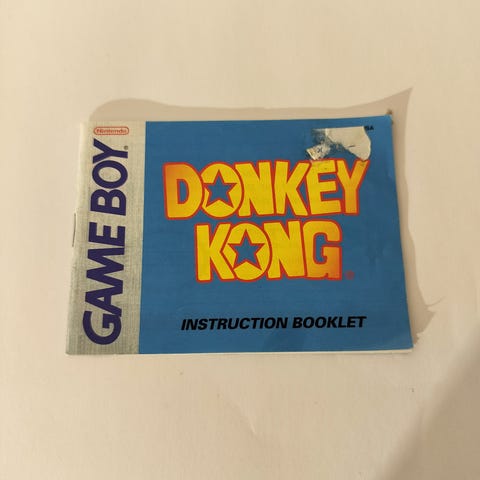 Nintendo
GAME BOY
DONKEY
KONG
INSTRUCTION BOOKLET